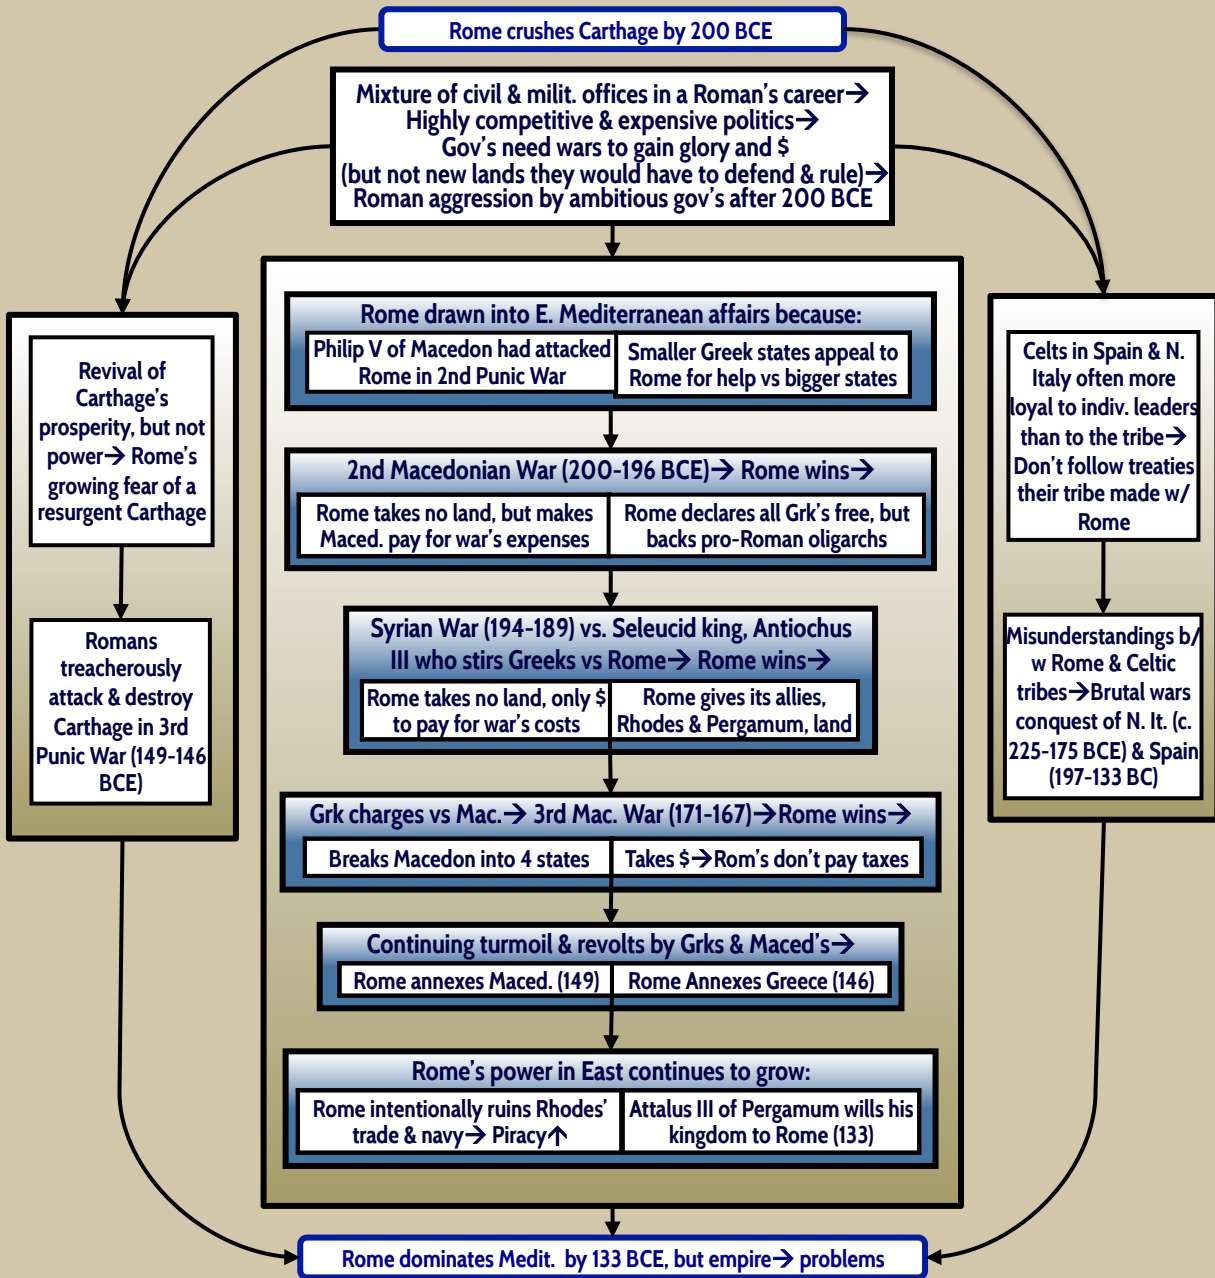 Rome crushes Carthage by 200 BCE
Mixture of civil & milit. offices in a Roman's career→
Highly competitive & expensive politics→
Gov's need wars to gain glory and $
(but not new lands they would have to defend & rule)→
Roman aggression by ambitious gov's after 200 BCE
Revival of
Carthage's
prosperity, but not
power→ Rome's
growing fear of a
resurgent Carthage
Romans
treacherously
attack & destroy
Carthage in 3rd
Punic War (149-146
BCE)
Rome drawn into E. Mediterranean affairs because:
Philip V of Macedon had attacked
Rome in 2nd Punic War
Smaller Greek states appeal to
Rome for help vs bigger states
2nd Macedonian War (200-196 BCE)→ Rome wins→
Rome takes no land, but makes
Maced. pay for war's expenses
Rome declares all Grk's free, but
backs pro-Roman oligarchs
Syrian War (194-189) vs. Seleucid king, Antiochus
III who stirs Greeks vs Rome→ Rome wins→
Rome takes no land, only $
to pay for war's costs
Rome gives its allies,
Rhodes & Pergamum, land
Grk charges vs Mac.→ 3rd Mac. War (171-167)→Rome wins→
Breaks Macedon into 4 states
Takes $→Rom's don't pay taxes
Continuing turmoil & revolts by Grks & Maced's→
Rome annexes Maced. (149)
Rome Annexes Greece (146)
Rome's power in East continues to grow:
Rome intentionally ruins Rhodes'
trade & navy→ Piracy↑
Attalus III of Pergamum wills his
kingdom to Rome (133)
Celts in Spain & N.
Italy often more
loyal to indiv. leaders
than to the tribe→
Don't follow treaties
their tribe made w/
Rome
Misunderstandings b/
w Rome & Celtic
tribes→Brutal wars
conquest of N. It. (c.
225-175 BCE) & Spain
(197-133 BC)
Rome dominates Medit. by 133 BCE, but empire→ problems